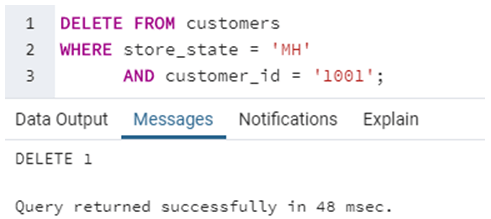 1 DELETE FROM customers
2 WHERE store_state = 'MH'
3 AND customer_id = '1001';
Data Output Messages Notifications Explain
DELETE 1
Query returned successfully in 48 msec.